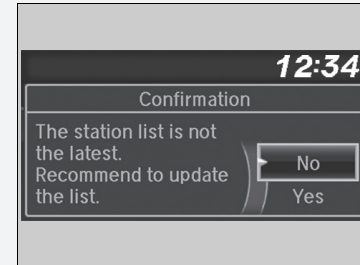 12:34
Confirmation
The station list is not
the latest.
Recommend to update
the list.
No
Yes